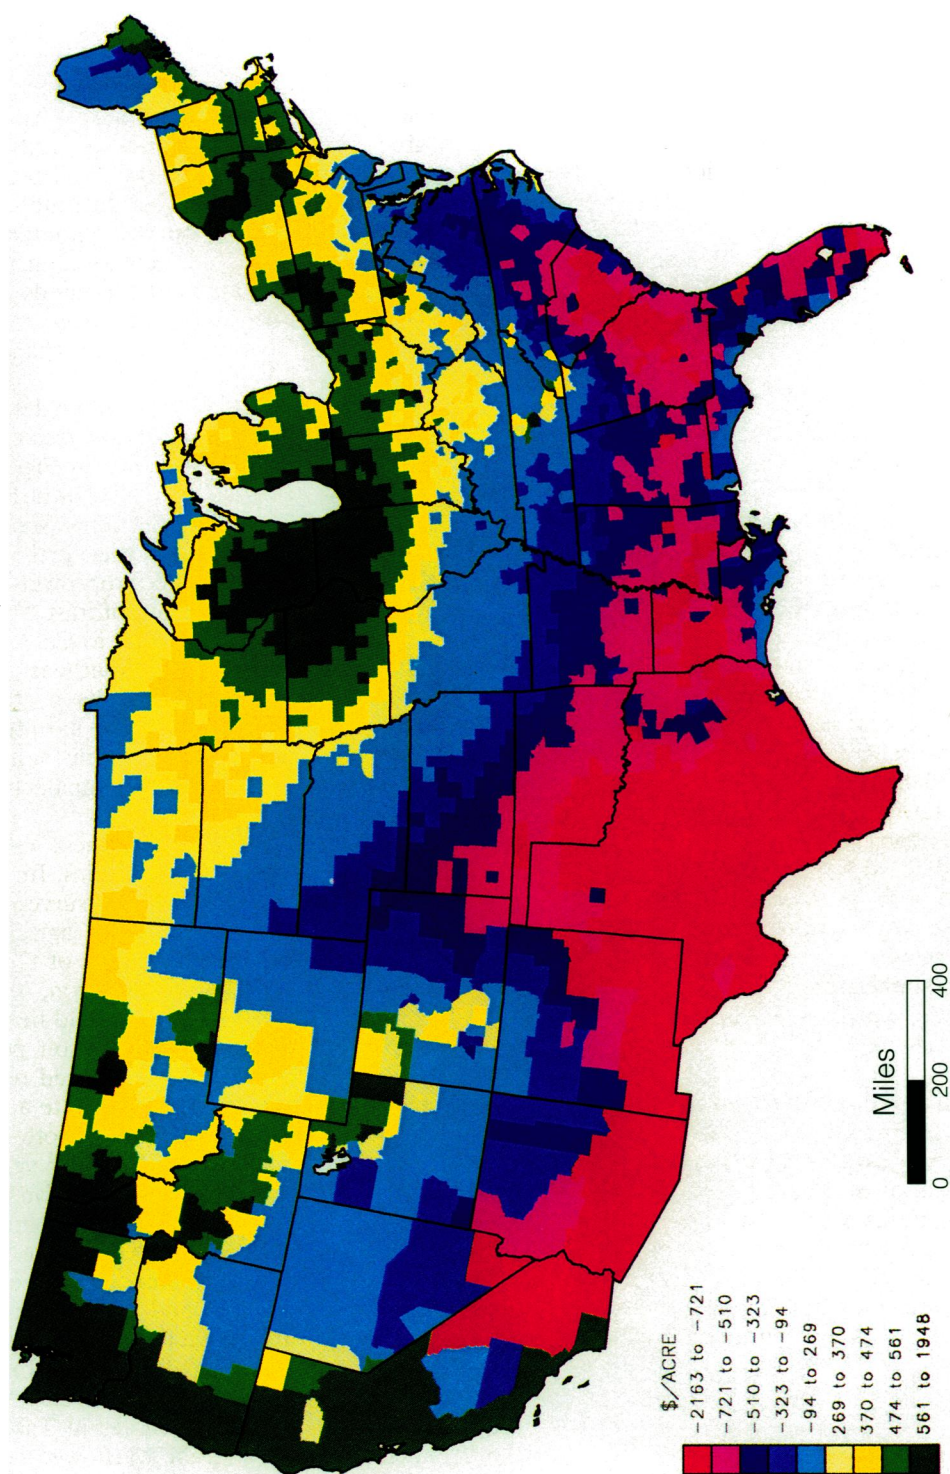 $/ACRE
-2163 to -721
-721 to -510
-510 to -323
-323 to -94
-94 to 269
269 to 370
370 to 474
474 to 561
561 to 1948
Miles
0 200 400